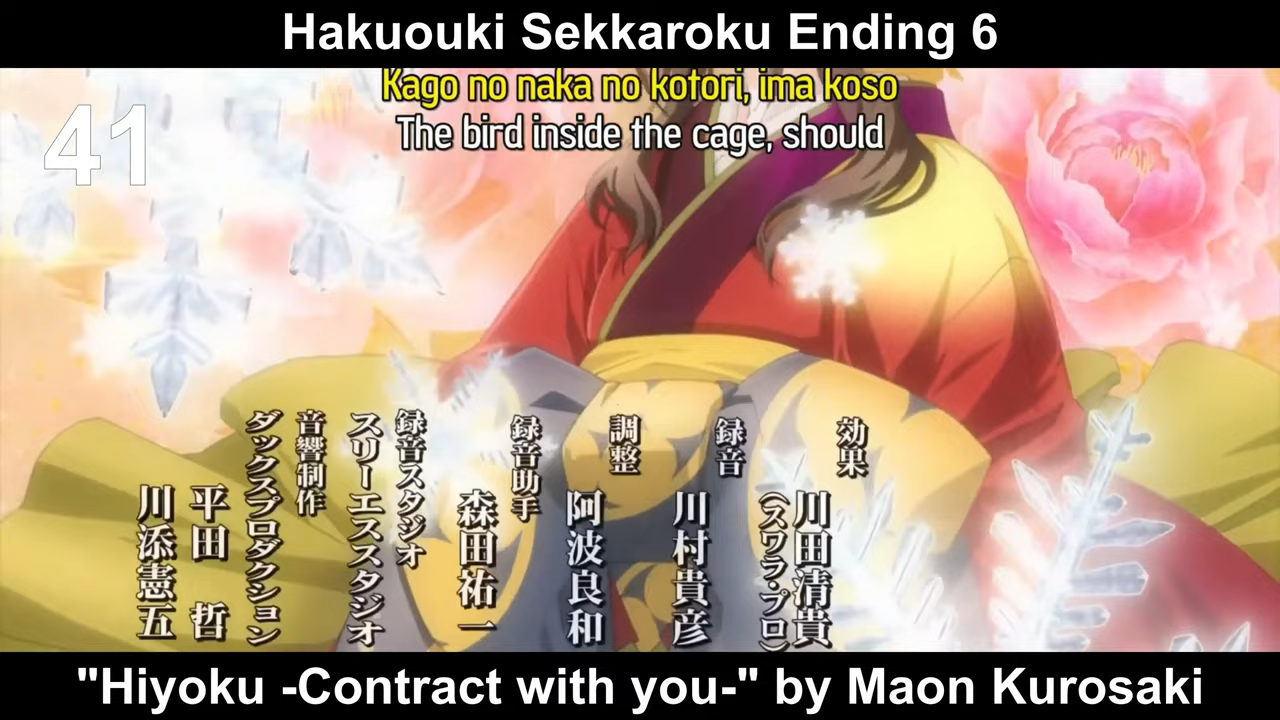 Hakuouki Sekkaroku Ending 6
Kago no naka no kotori, ima koso
The bird inside the cage, should
41
効果
川田清貴
(スワラ・プロ)
録音
川村貴彦
調整
阿波良和
録音助手
森田祐一
録音スタジオ
スリーエススタジオ
音響制作
ダックスプロダクション
平田 哲
川添憲五
"Hiyoku -Contract with you-" by Maon Kurosaki